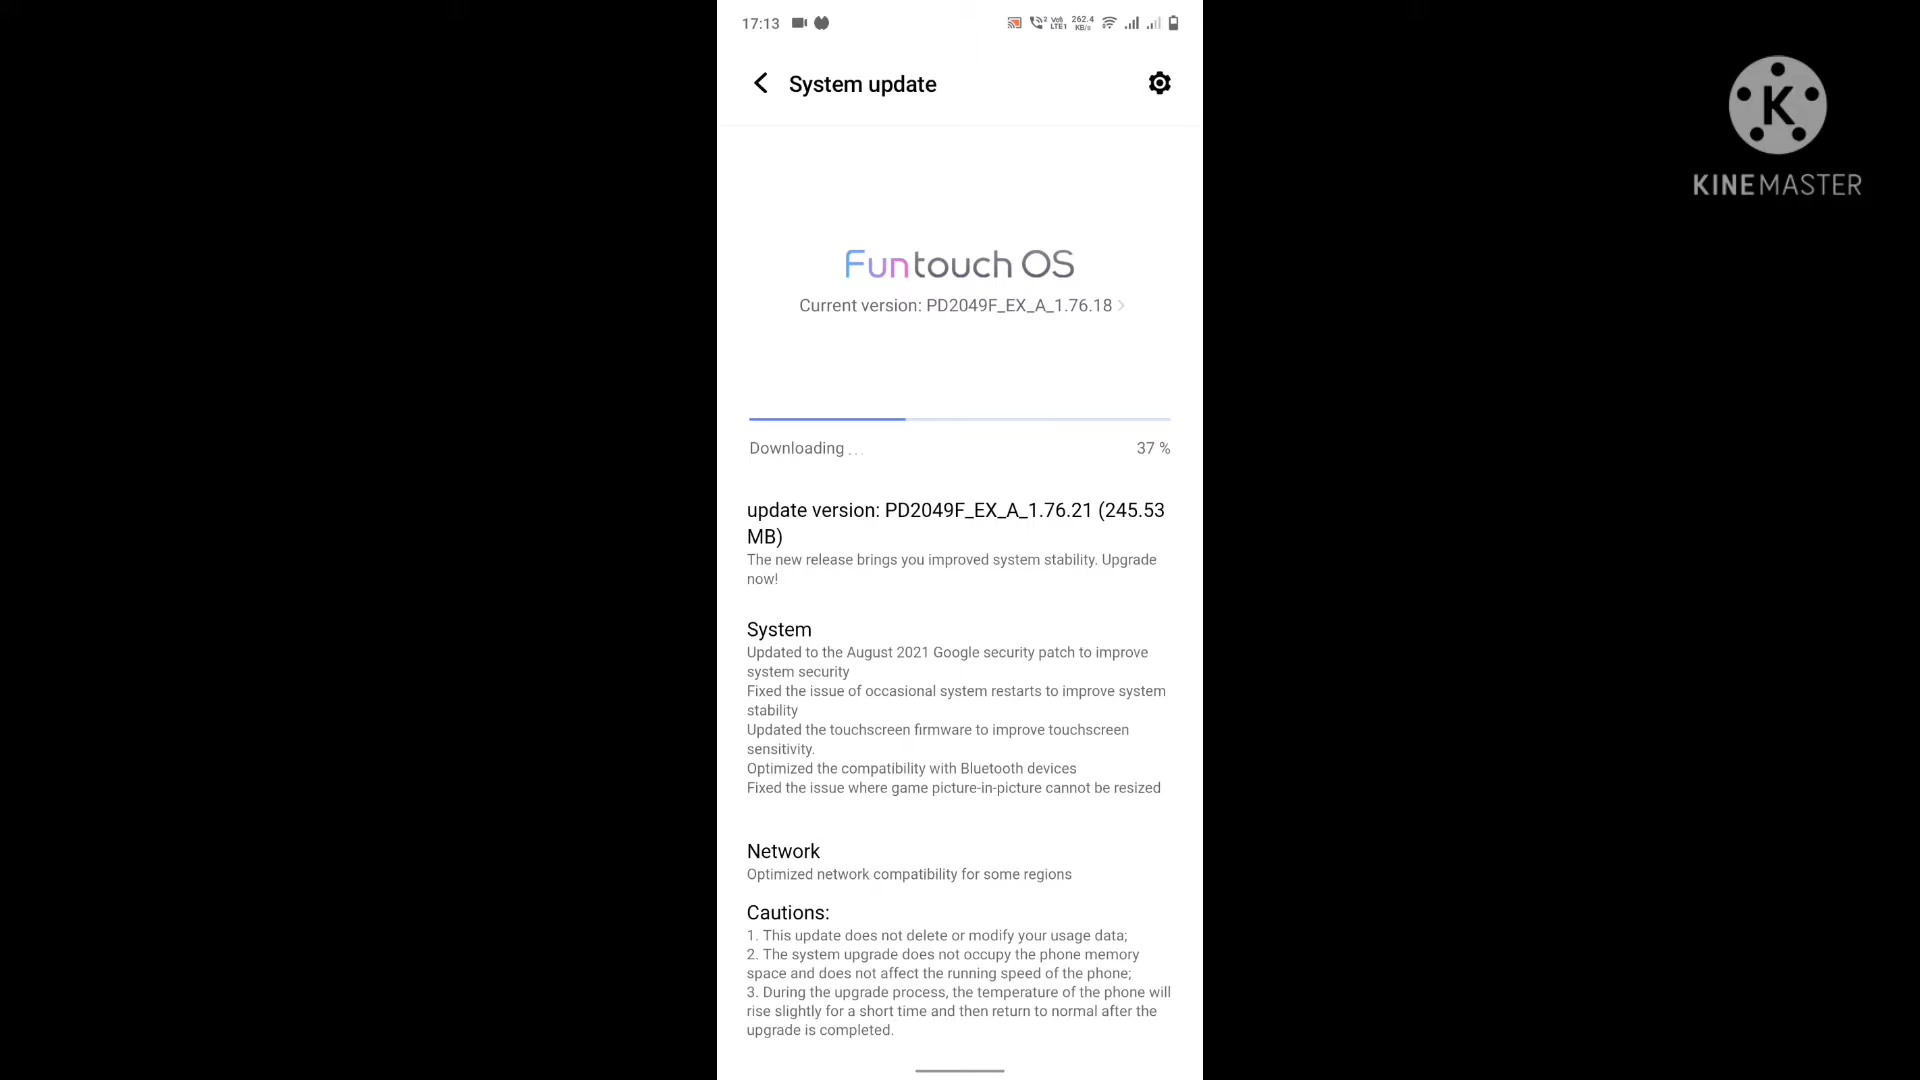 17:13
2 Vo) LTE1 262.4 KB/s
System update
K
KINEMASTER
Funtouch OS
Current version: PD2049F_EX_A_1.76.18
Downloading ...
37 %
update version: PD2049F_EX_A_1.76.21 (245.53
MB)
The new release brings you improved system stability. Upgrade
now!
System
Updated to the August 2021 Google security patch to improve
system security
Fixed the issue of occasional system restarts to improve system
stability
Updated the touchscreen firmware to improve touchscreen
sensitivity.
Optimized the compatibility with Bluetooth devices
Fixed the issue where game picture-in-picture cannot be resized
Network
Optimized network compatibility for some regions
Cautions:
1. This update does not delete or modify your usage data;
2. The system upgrade does not occupy the phone memory
space and does not affect the running speed of the phone;
3. During the upgrade process, the temperature of the phone will
rise slightly for a short time and then return to normal after the
upgrade is completed.